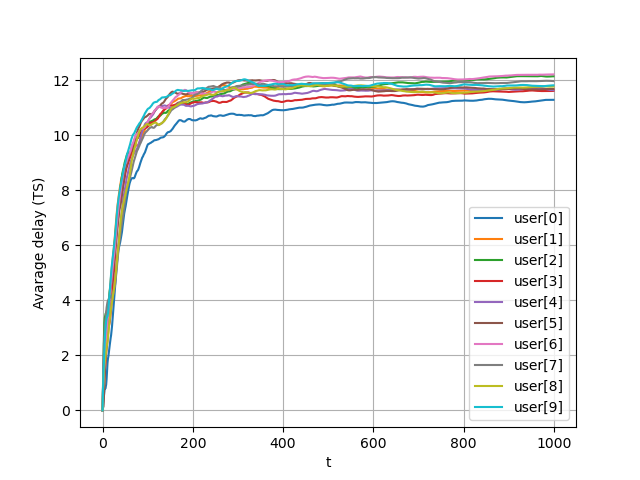 12
10
8
6
4
2
0
Avarage delay (TS)
0 200 400 600 800 1000
t
user[0]
user[1]
user[2]
user[3]
user[4]
user[5]
user[6]
user[7]
user[8]
user[9]